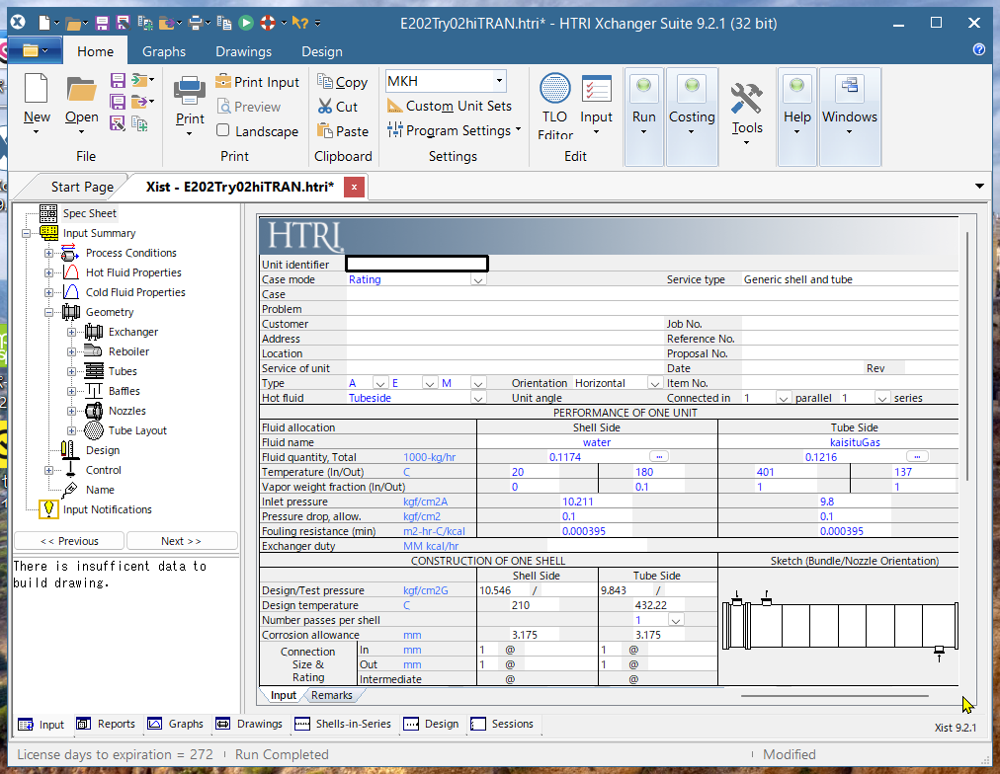 E202Try02hiTRAN.htri* - HTRI Xchanger Suite 9.2.1 (32 bit)
Home Graphs Drawings Design
New Open
File
Print
Print Input
Preview
Landscape
Print
Copy
Cut
Paste
Clipboard
MKH
Custom Unit Sets
Program Settings
Settings
TLO Editor
Input
Edit
Run
Costing
Tools
Help
Windows
Start Page Xist - E202Try02hiTRAN.htri* x
Spec Sheet
Input Summary
Process Conditions
Hot Fluid Properties
Cold Fluid Properties
Geometry
Exchanger
Reboiler
Tubes
Baffles
Nozzles
Tube Layout
Design
Control
Name
Input Notifications
<< Previous Next >>
There is insufficent data to
build drawing.
HTRI
Unit identifier
Case mode Rating Service type Generic shell and tube
Case
Problem
Customer Job No.
Address Reference No.
Location Proposal No.
Service of unit Date Rev
Type A E M Orientation Horizontal Item No.
Hot fluid Tubeside Unit angle Connected in 1 parallel 1 series
PERFORMANCE OF ONE UNIT
Fluid allocation Shell Side Tube Side
Fluid name water kaisituGas
Fluid quantity, Total 1000-kg/hr 0.1174 ... 0.1216 ...
Temperature (In/Out) C 20 180 401 137
Vapor weight fraction (In/Out) 0 0.1 1 1
Inlet pressure kgf/cm2A 10.211 9.8
Pressure drop, allow. kgf/cm2 0.1 0.1
Fouling resistance (min) m2-hr-C/kcal 0.000395 0.000395
Exchanger duty MM kcal/hr
CONSTRUCTION OF ONE SHELL Sketch (Bundle/Nozzle Orientation)
Shell Side Tube Side
Design/Test pressure kgf/cm2G 10.546 / 9.843 /
Design temperature C 210 432.22
Number passes per shell 1
Corrosion allowance mm 3.175 3.175
Connection Size & Rating
In mm 1 @ 1 @
Out mm 1 @ 1 @
Intermediate @ @
Input Remarks
Input Reports Graphs Drawings Shells-in-Series Design Sessions
Xist 9.2.1
License days to expiration = 272 Run Completed Modified